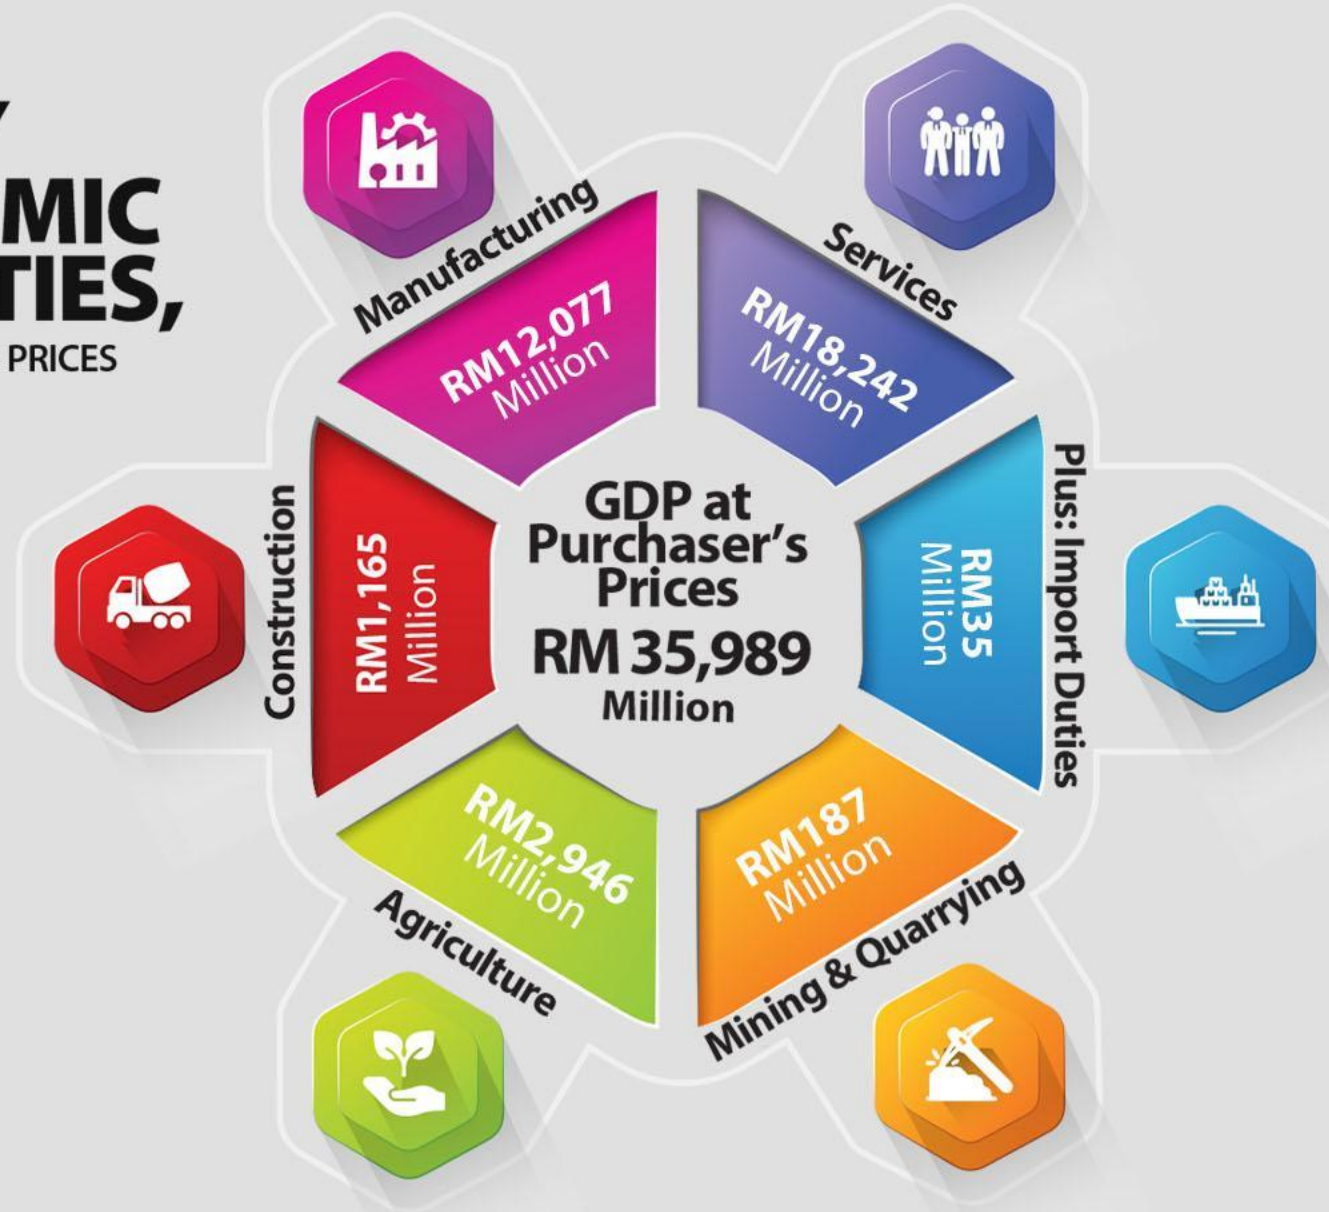 MIC
TIES,
PRICES
Manufacturing
RM12,077
Million
Services
RM18,242
Million
Construction
RM1,165
Million
GDP at
Purchaser's
Prices
RM 35,989
Million
Plus: Import Duties
RM35
Million
RM2,946
Million
Agriculture
RM187
Million
Mining & Quarrying